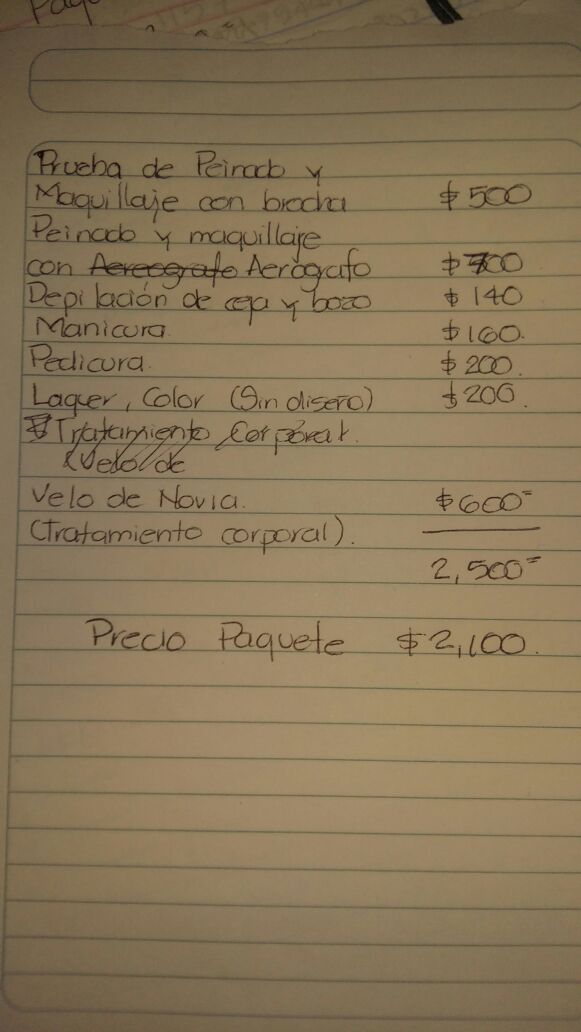 Paq
Prueba de Peinado y
Maquillaje con brocha $500
Peinado y maquillaje
con Aereografo Aerógrafo $700
Depilación de ceja y bozo $140
Manicura. $160.
Pedicura. $200.
Laquer, Color (Sin diseño) $200.
Tratamiento Corporal.
(Velo de
Velo de Novia. $600=
(Tratamiento corporal).
2,500=
Precio Paquete $2,100.